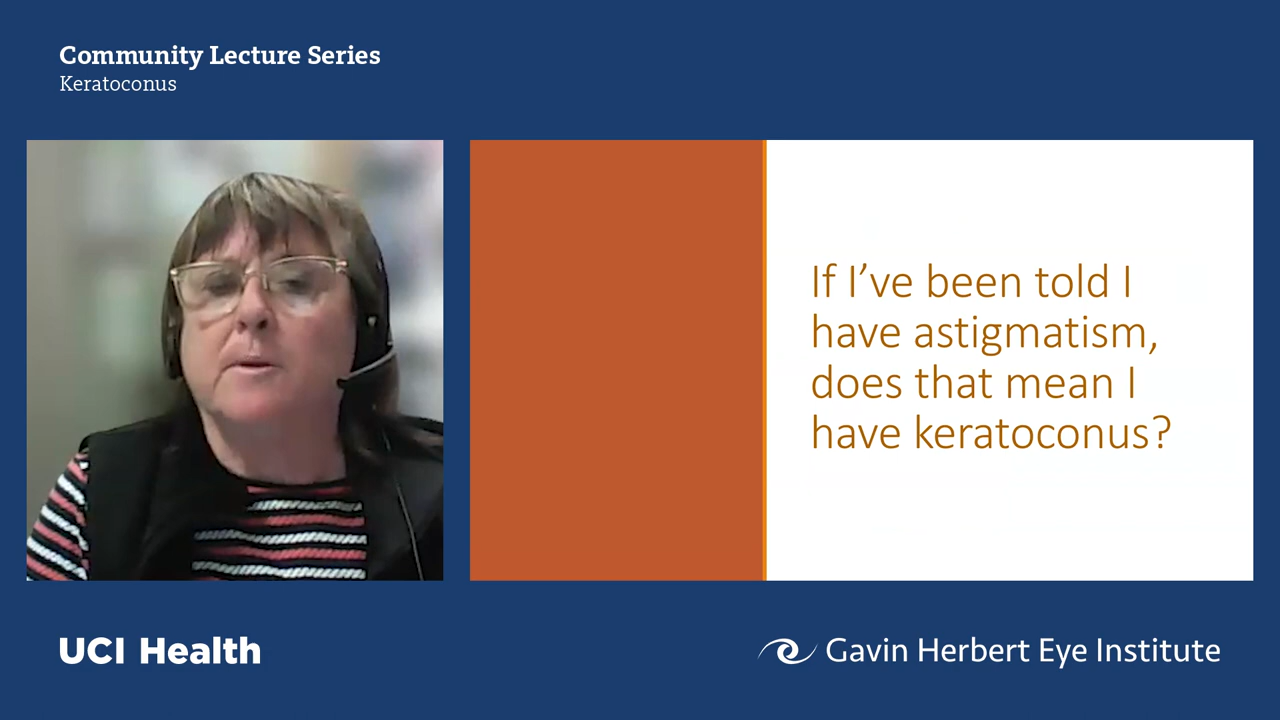 Community Lecture Series
Keratoconus
If I’ve been told I
have astigmatism,
does that mean I
have keratoconus?
UCI Health
Gavin Herbert Eye Institute